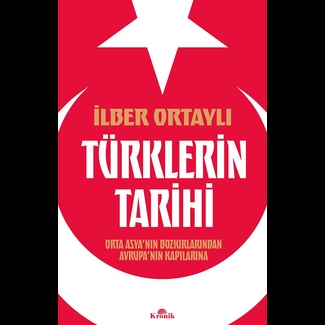 İLBER ORTAYLI
TÜRKLERİN
TARİHİ
ORTA ASYA'NIN BOZKIRLARINDAN
AVRUPA'NIN KAPILARINA
Kronik